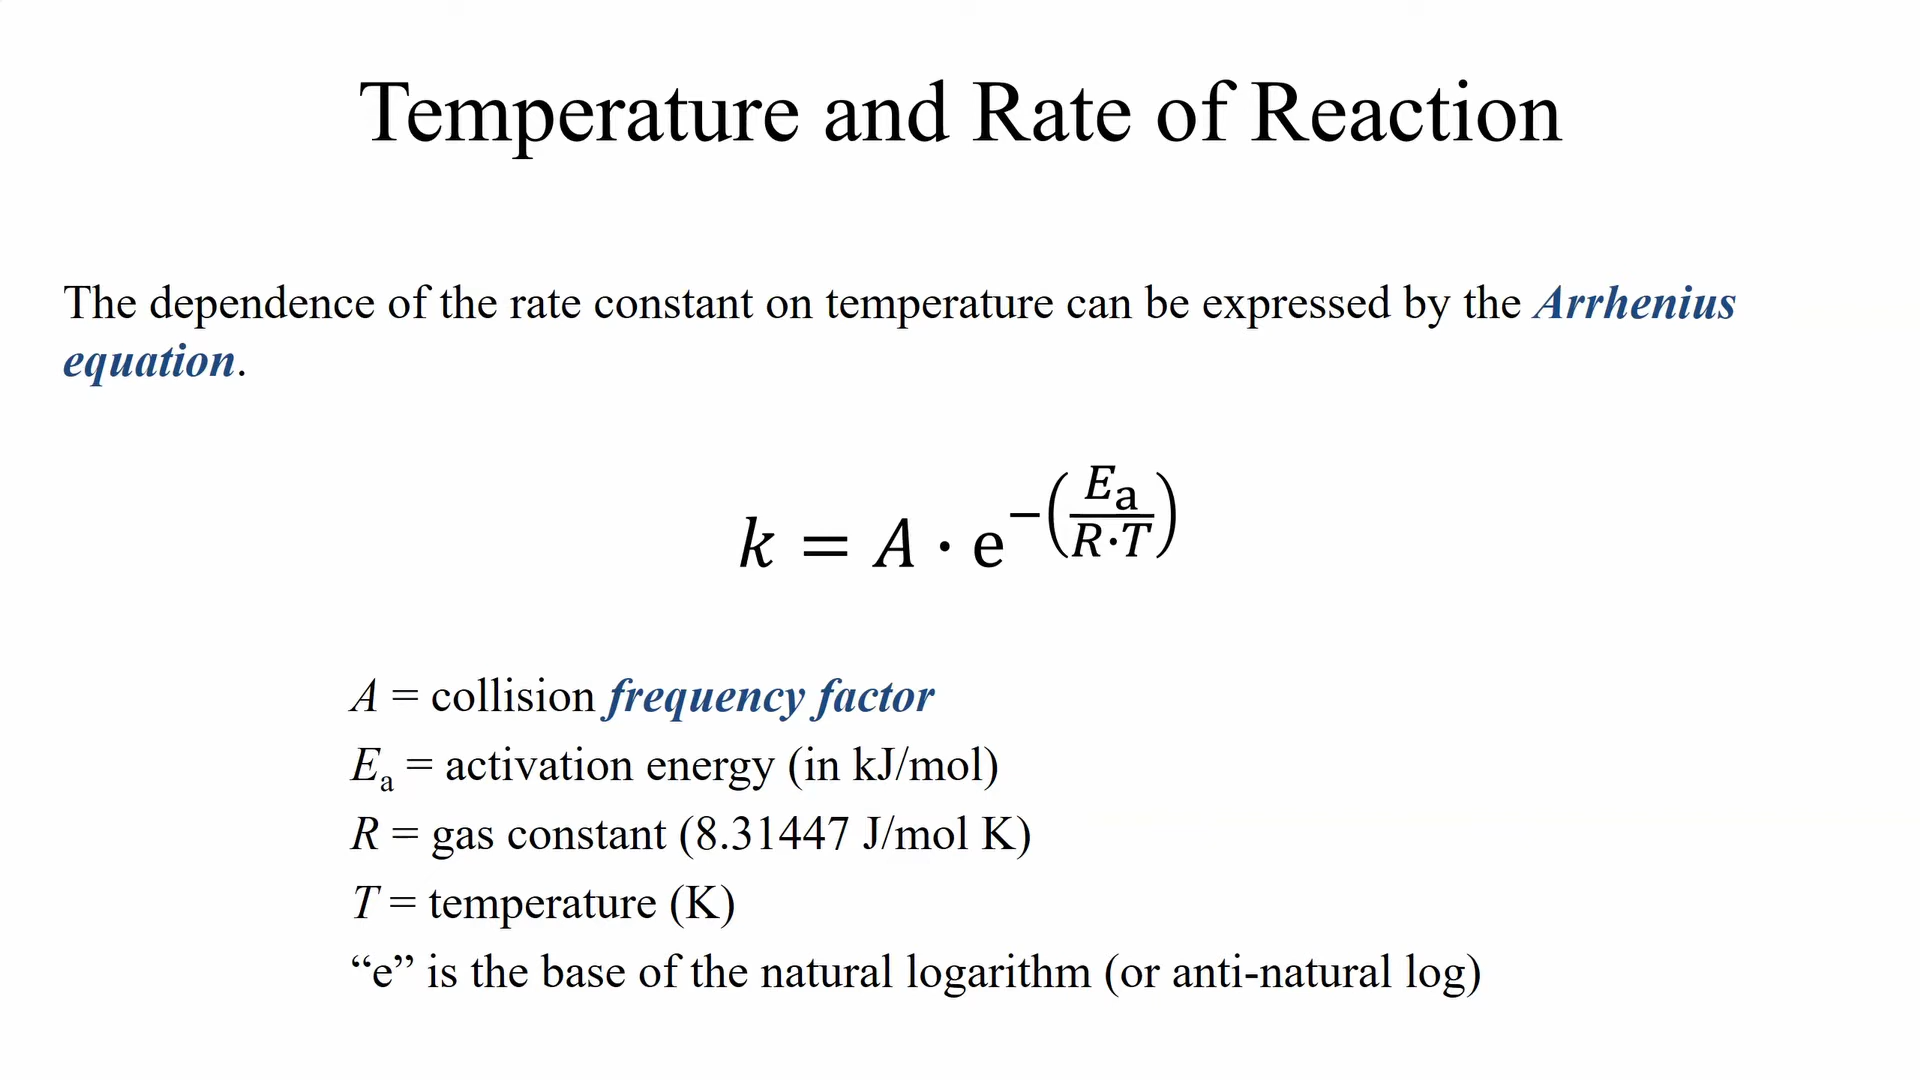 Temperature and Rate of Reaction
The dependence of the rate constant on temperature can be expressed by the Arrhenius
equation.
k = A · e^−(Eₐ/R·T)
A = collision frequency factor
Eₐ = activation energy (in kJ/mol)
R = gas constant (8.31447 J/mol K)
T = temperature (K)
“e” is the base of the natural logarithm (or anti-natural log)